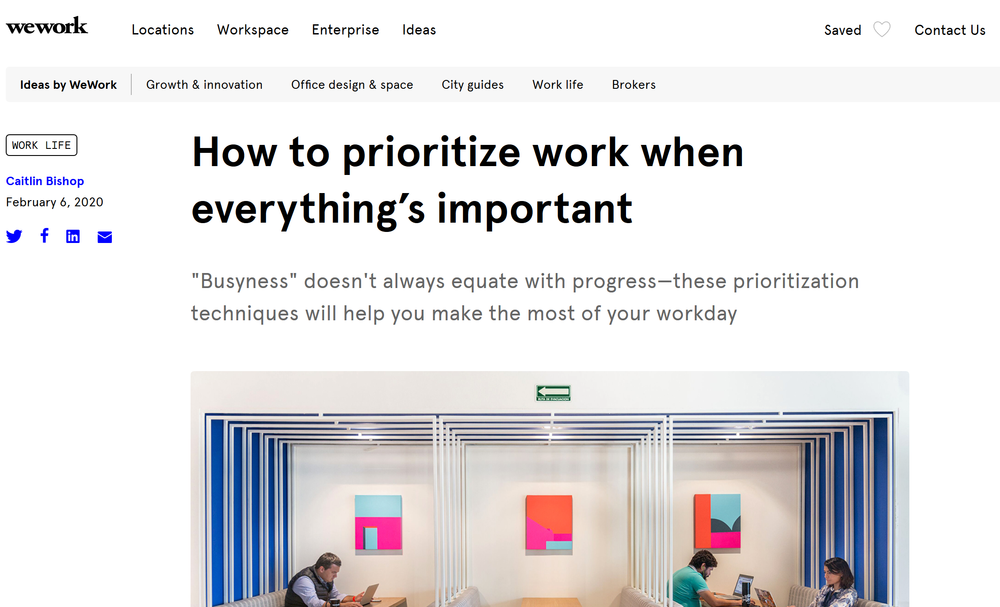 wework
Locations
Workspace
Enterprise
Ideas
Saved
Contact Us
Ideas by WeWork
Growth & innovation
Office design & space
City guides
Work life
Brokers
WORK LIFE
Caitlin Bishop
February 6, 2020
How to prioritize work when
everything’s important
"Busyness" doesn't always equate with progress—these prioritization
techniques will help you make the most of your workday
RUTA DE EVACUACION